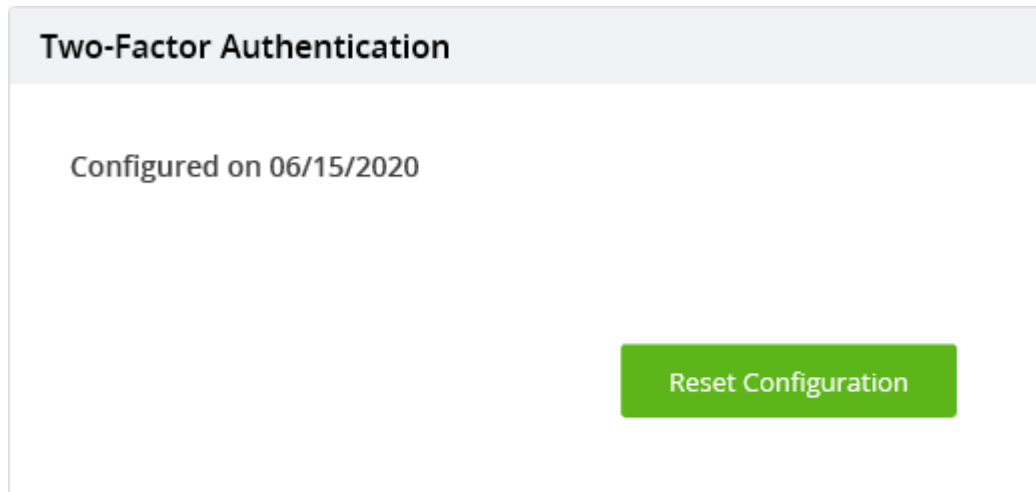 Two-Factor Authentication
Configured on 06/15/2020
Reset Configuration